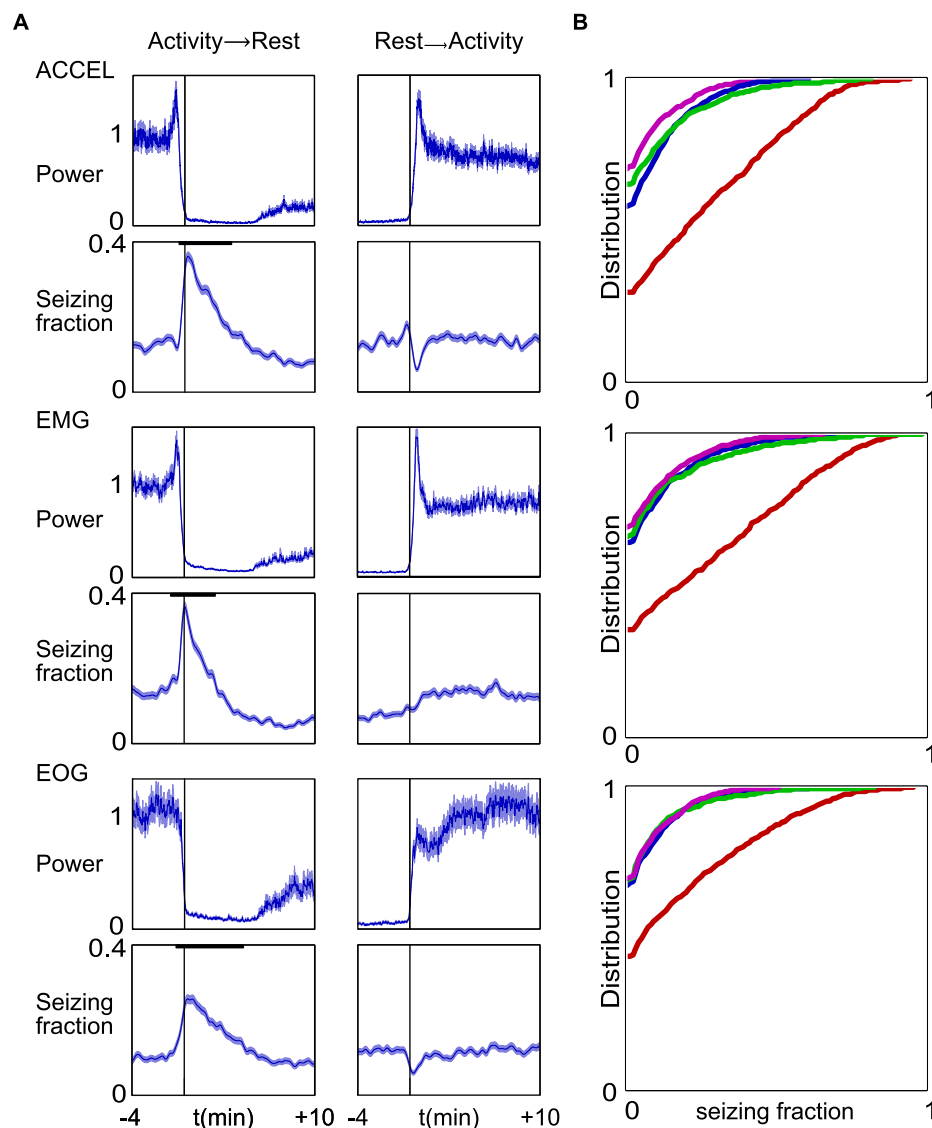 A
B
Activity→Rest
Rest→Activity
ACCEL
1
Power
0
0.4
Seizing
fraction
0
EMG
1
Power
0
0.4
Seizing
fraction
0
EOG
1
Power
0
0.4
Seizing
fraction
0
-4
t(min)
+10
-4
t(min)
+10
1
Distribution
0
0
1
1
Distribution
0
0
1
1
Distribution
0
0
seizing fraction
1